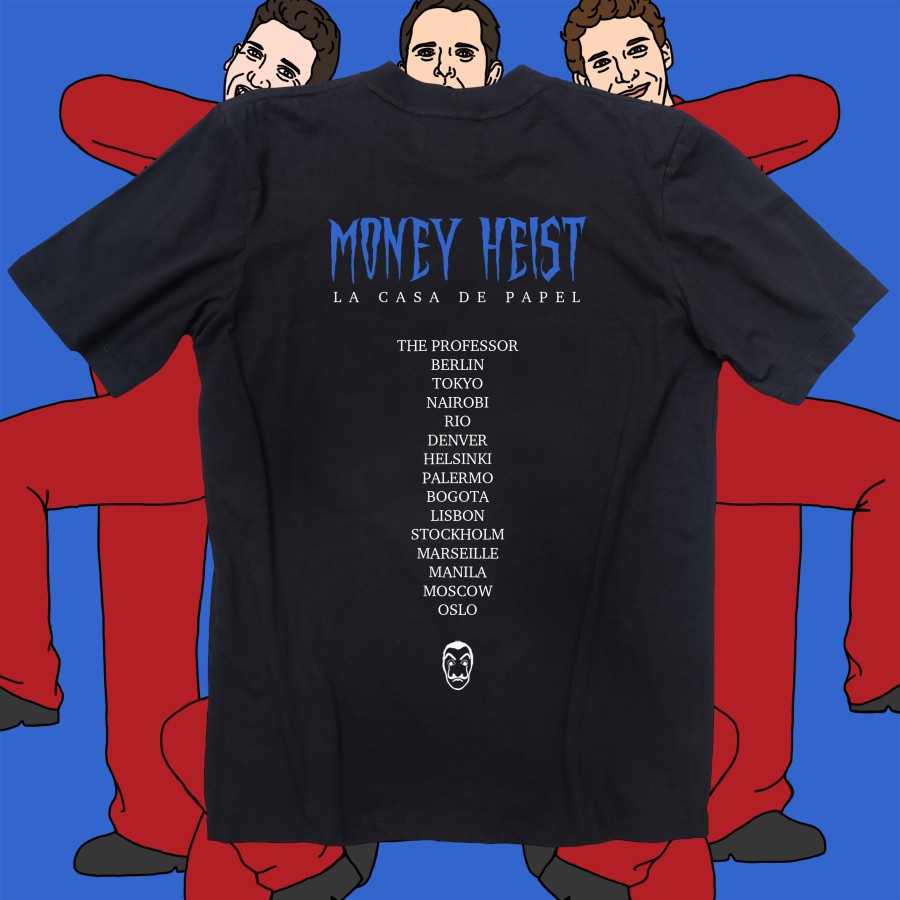 MONEY HEIST
LA CASA DE PAPEL
THE PROFESSOR
BERLIN
TOKYO
NAIROBI
RIO
DENVER
HELSINKI
PALERMO
BOGOTA
LISBON
STOCKHOLM
MARSEILLE
MANILA
MOSCOW
OSLO